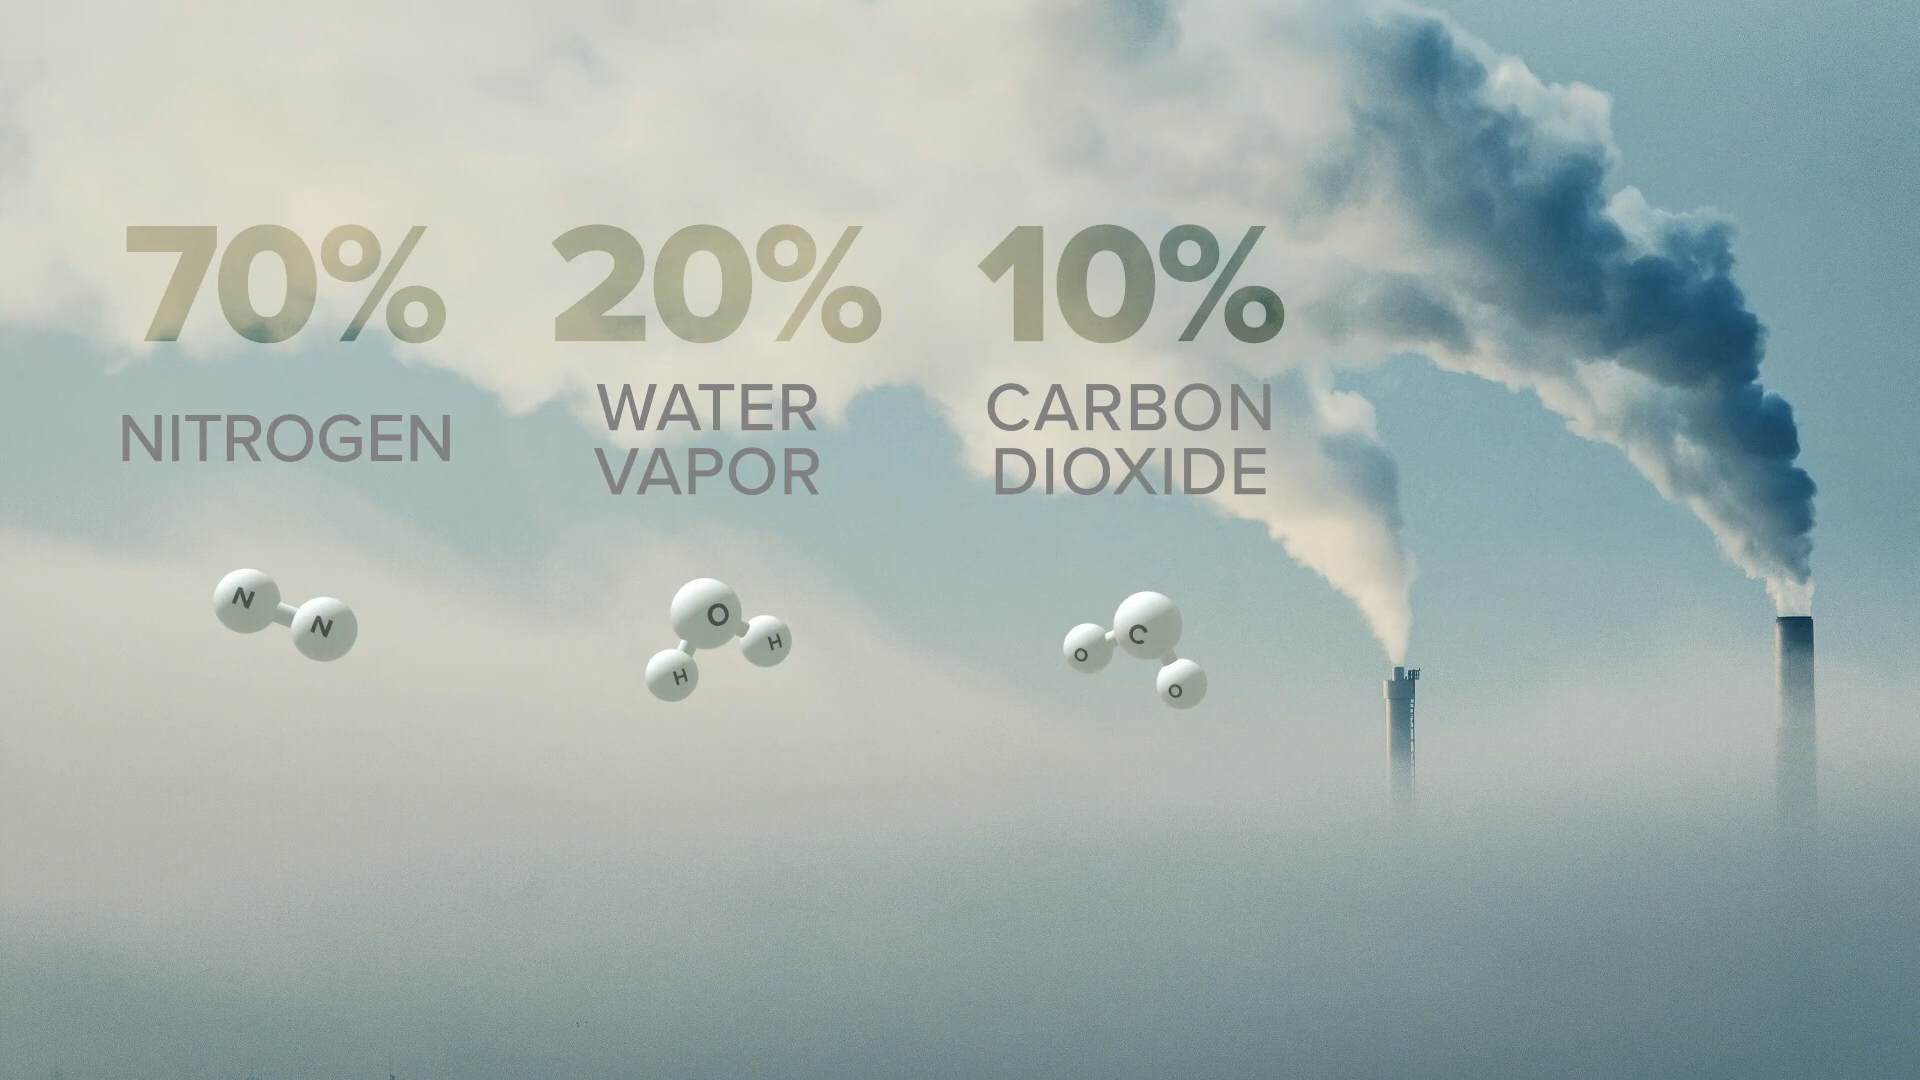 70% 20% 10%
NITROGEN
WATER
VAPOR
CARBON
DIOXIDE
N N
O H H
C O O